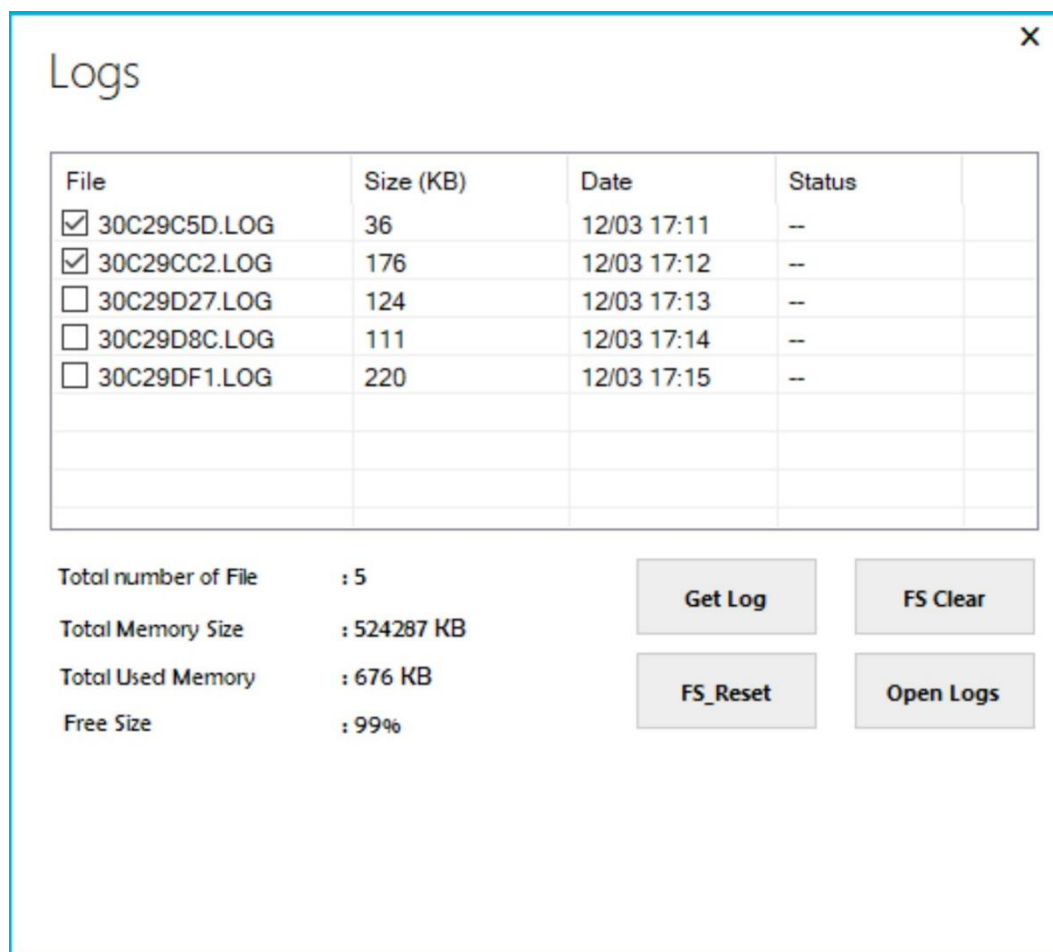 Logs
File Size (KB) Date Status
30C29C5D.LOG 36 12/03 17:11 --
30C29CC2.LOG 176 12/03 17:12 --
30C29D27.LOG 124 12/03 17:13 --
30C29D8C.LOG 111 12/03 17:14 --
30C29DF1.LOG 220 12/03 17:15 --
Total number of File : 5
Total Memory Size : 524287 KB
Total Used Memory : 676 KB
Free Size : 99%
Get Log FS Clear
FS_Reset Open Logs